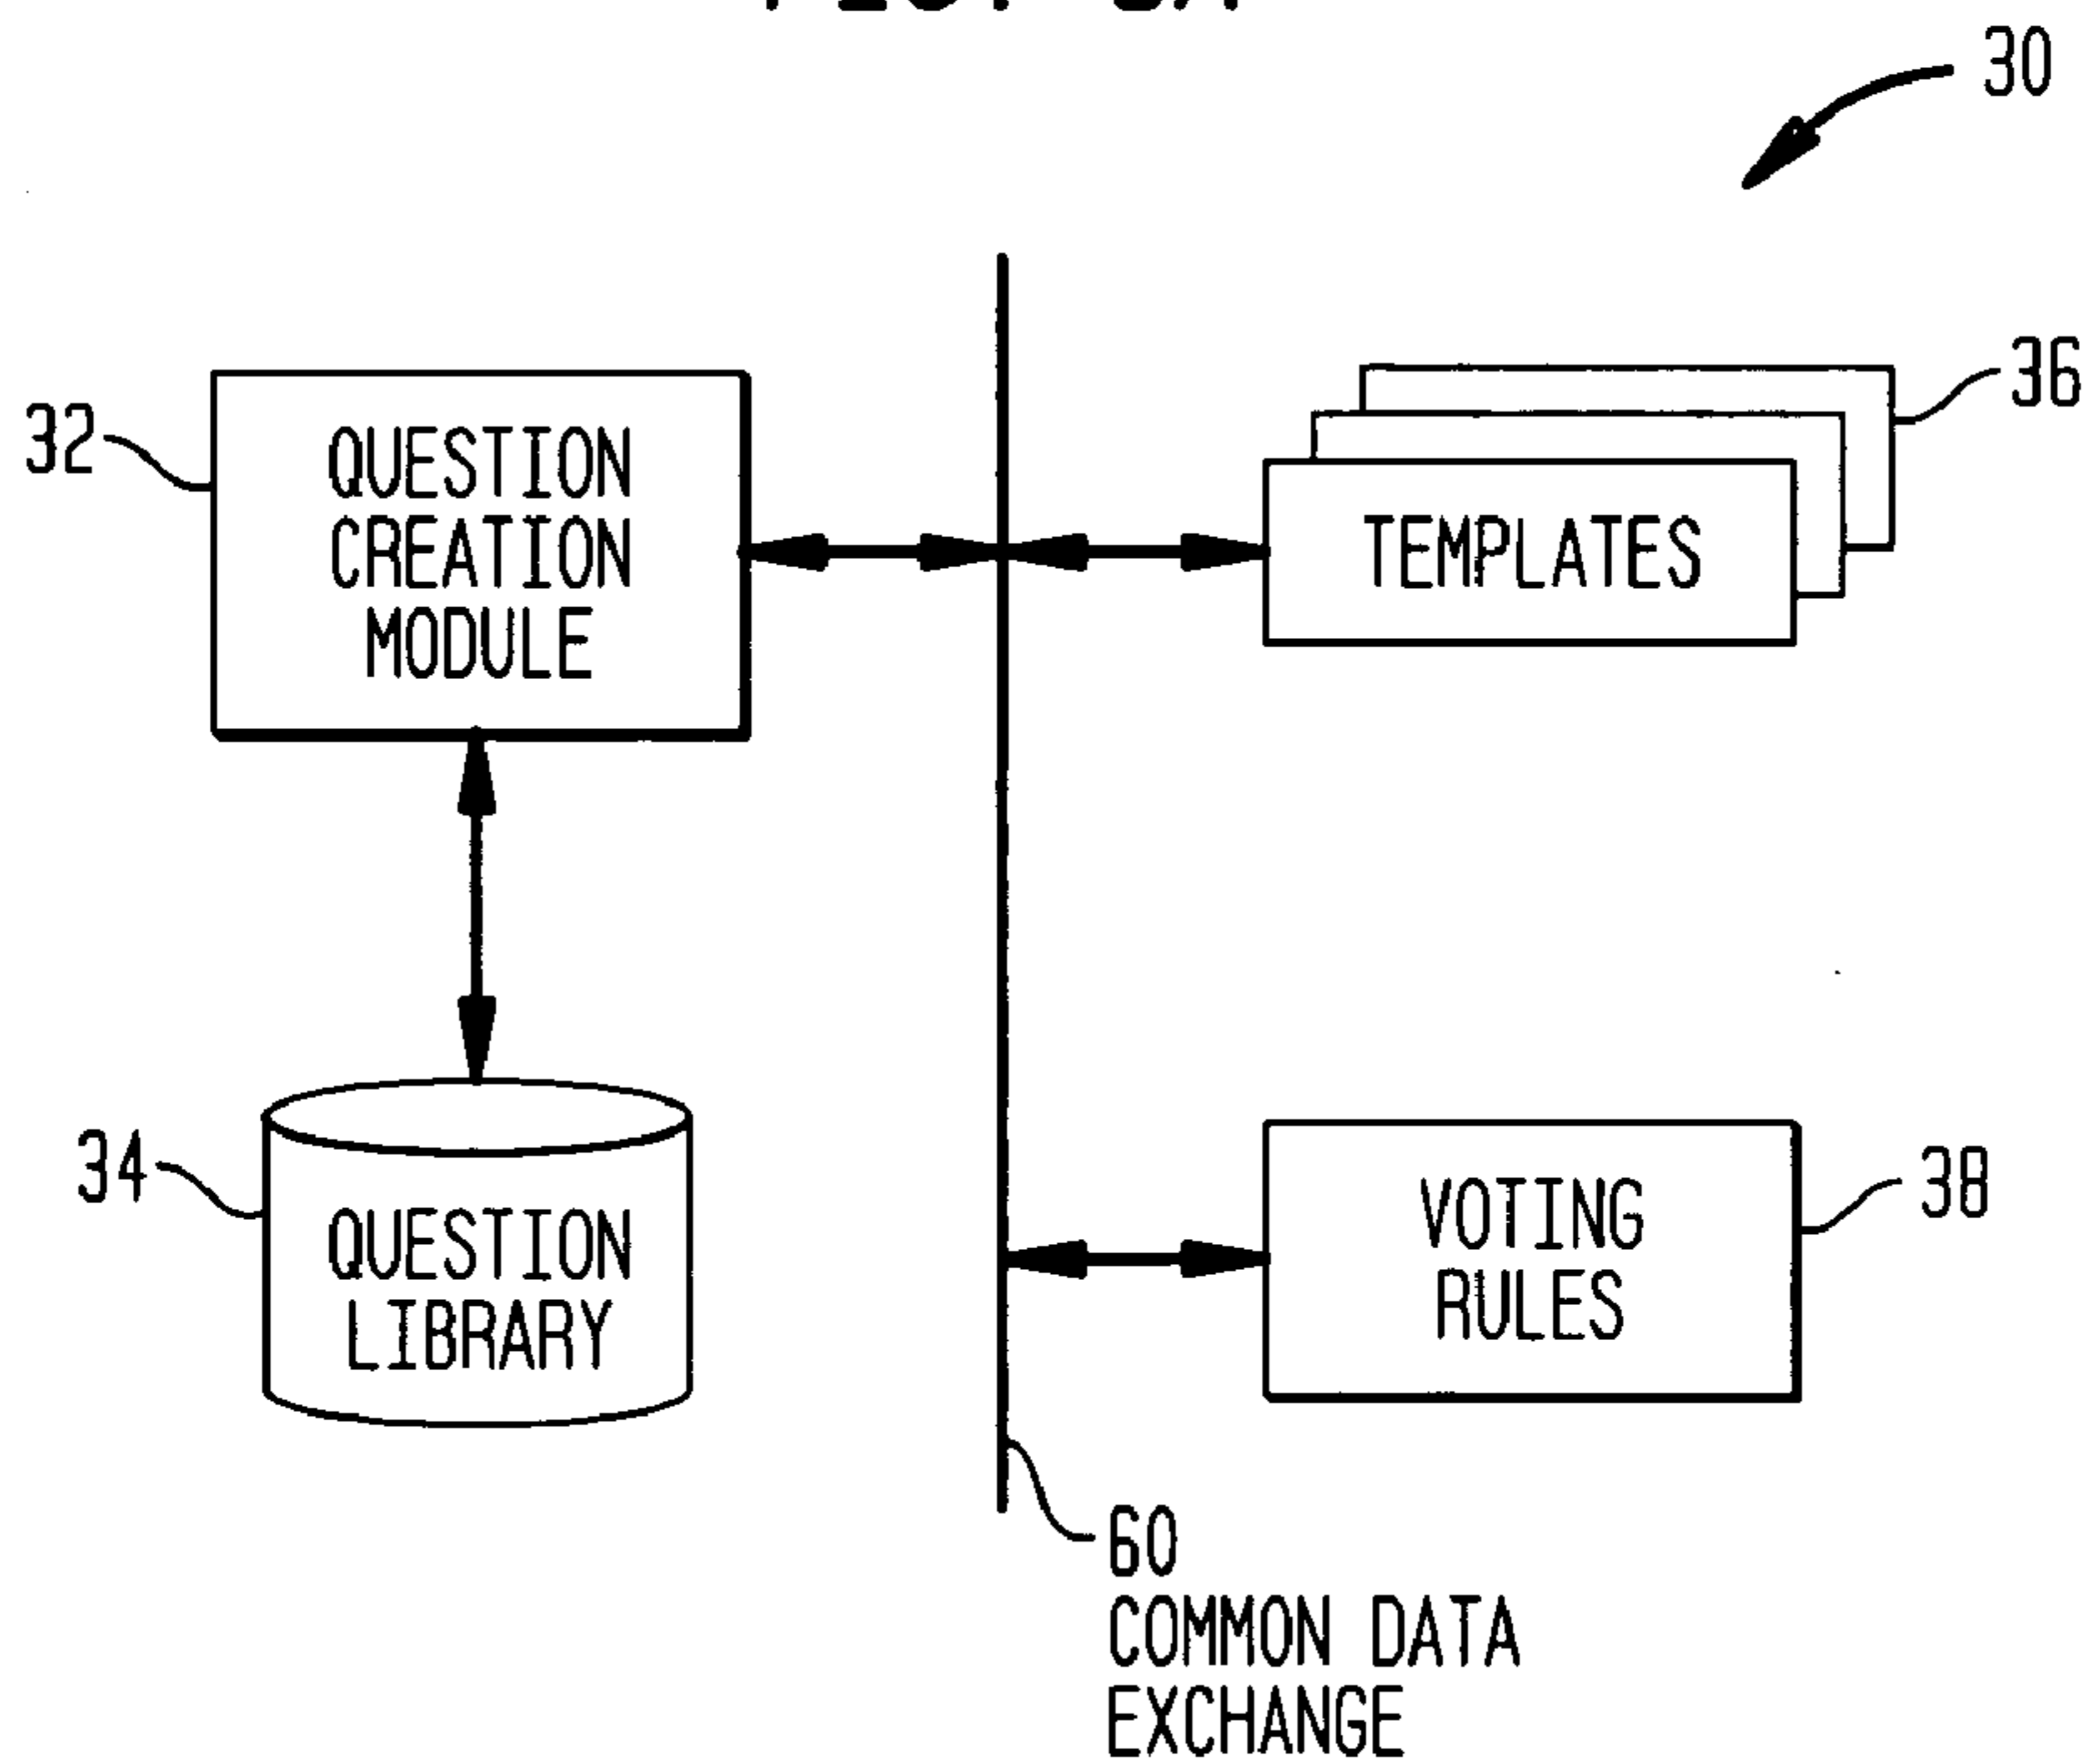 30
36
32
QUESTION
CREATION
MODULE
TEMPLATES
34
QUESTION
LIBRARY
38
VOTING
RULES
60
COMMON DATA
EXCHANGE